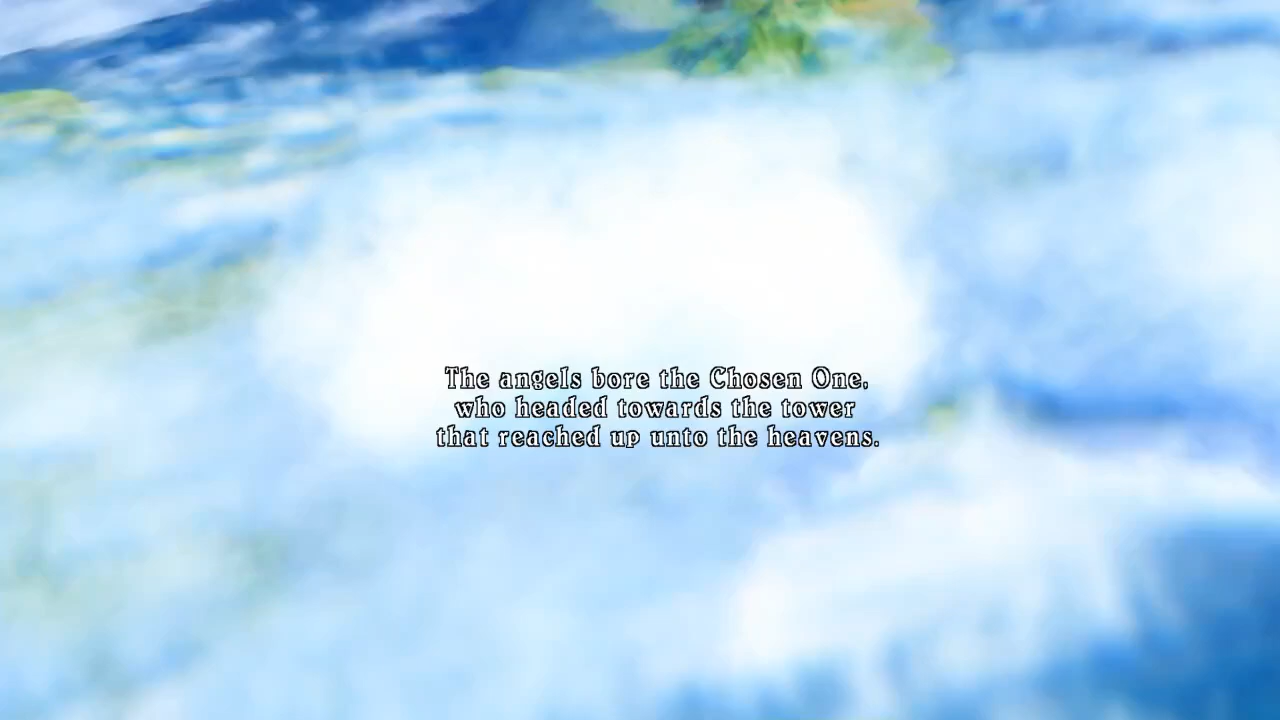 The angels bore the Chosen One,
who headed towards the tower
that reached up unto the heavens.